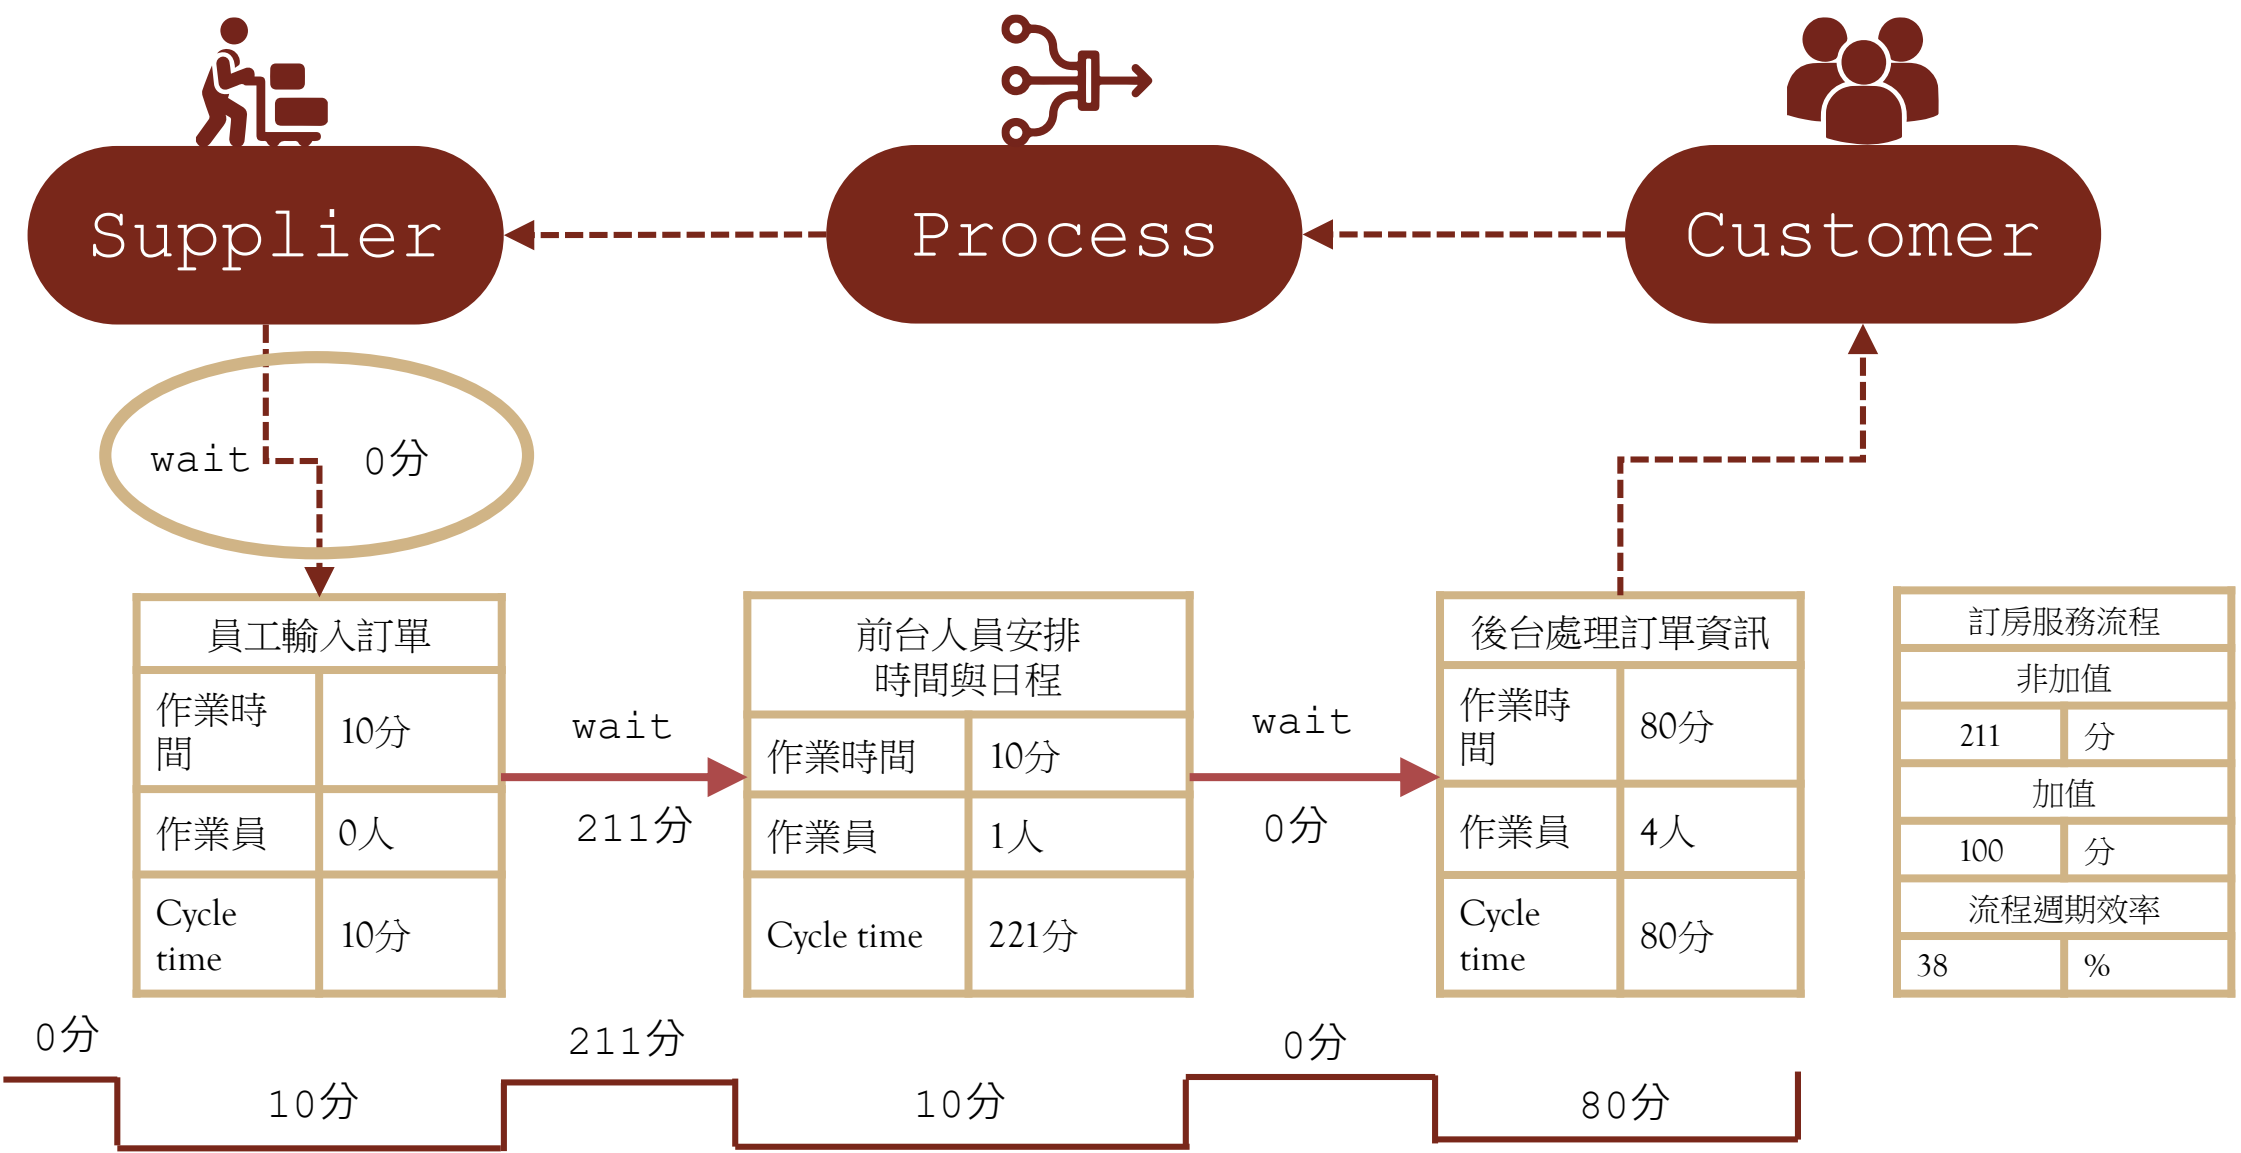 Supplier
Process
Customer
wait
0分
員工輸入訂單
作業時
間
10分
作業員
0人
Cycle
time
10分
wait
211分
前台人員安排
時間與日程
作業時間
10分
作業員
1人
Cycle time
221分
wait
0分
後台處理訂單資訊
作業時
間
80分
作業員
4人
Cycle
time
80分
訂房服務流程
非加值
211
分
加值
100
分
流程週期效率
38
%
0分
10分
211分
10分
0分
80分